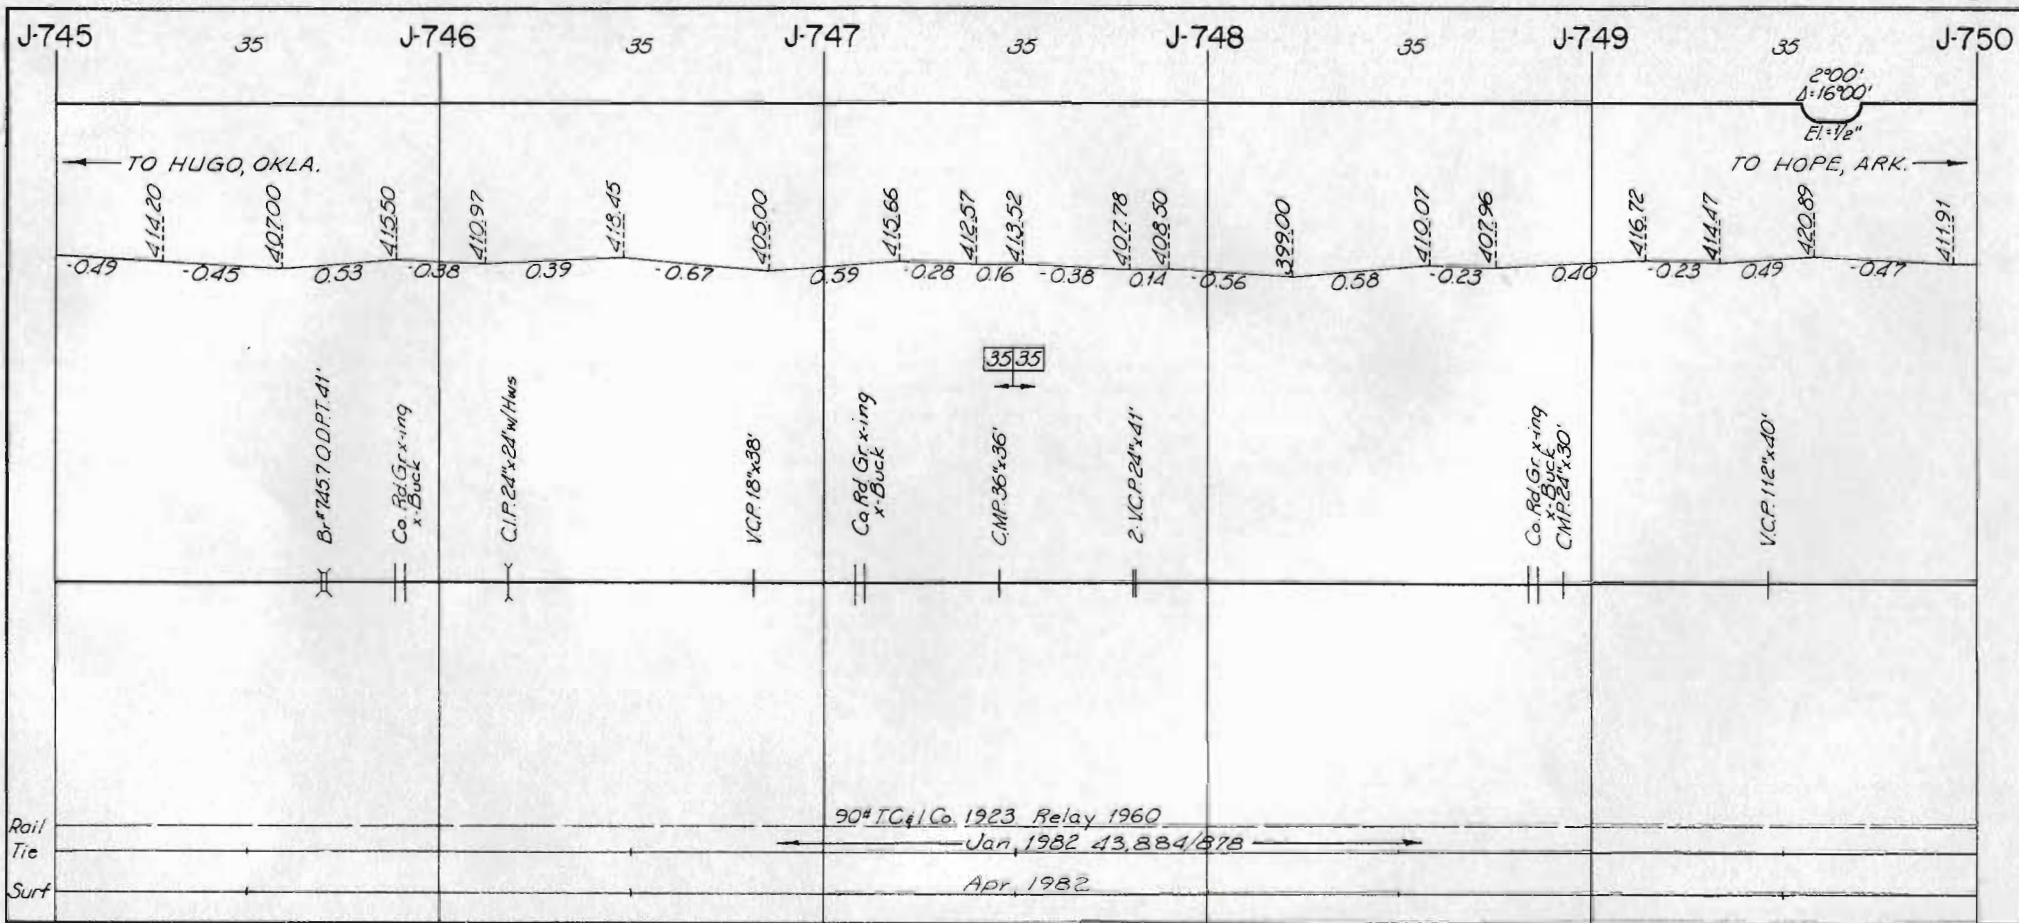 J-745 35 J-746 35 J-747 35 J-748 35 J-749 35 J-750
2°00'
Δ=16°00'
El.=1/2"
TO HUGO, OKLA.
TO HOPE, ARK.
414.20 407.00 415.50 410.97 418.45 405.00 415.66 412.57 413.52 407.78 408.50 399.00 410.07 407.96 416.72 414.47 420.89 411.91
-0.49 -0.45 0.53 -0.38 0.39 -0.67 0.59 -0.28 0.16 -0.38 0.14 -0.56 0.58 -0.23 0.40 -0.23 0.49 -0.47
35 35
Br#745.7 O.D.P.T. 41'
Co. Rd. Gr. x-ing
x-Buck
C.I.P. 24"x24' w/Hws
V.C.P. 18"x38'
Co. Rd. Gr. x-ing
x-Buck
C.M.P. 36"x36'
2-V.C.P. 24"x41'
Co. Rd. Gr. x-ing
x-Buck
C.M.P. 24"x30'
V.C.P. 112"x40'
Rail 90# T.C.&I. Co. 1923 Relay 1960
Tie Jan, 1982 43,884/878
Surf Apr, 1982